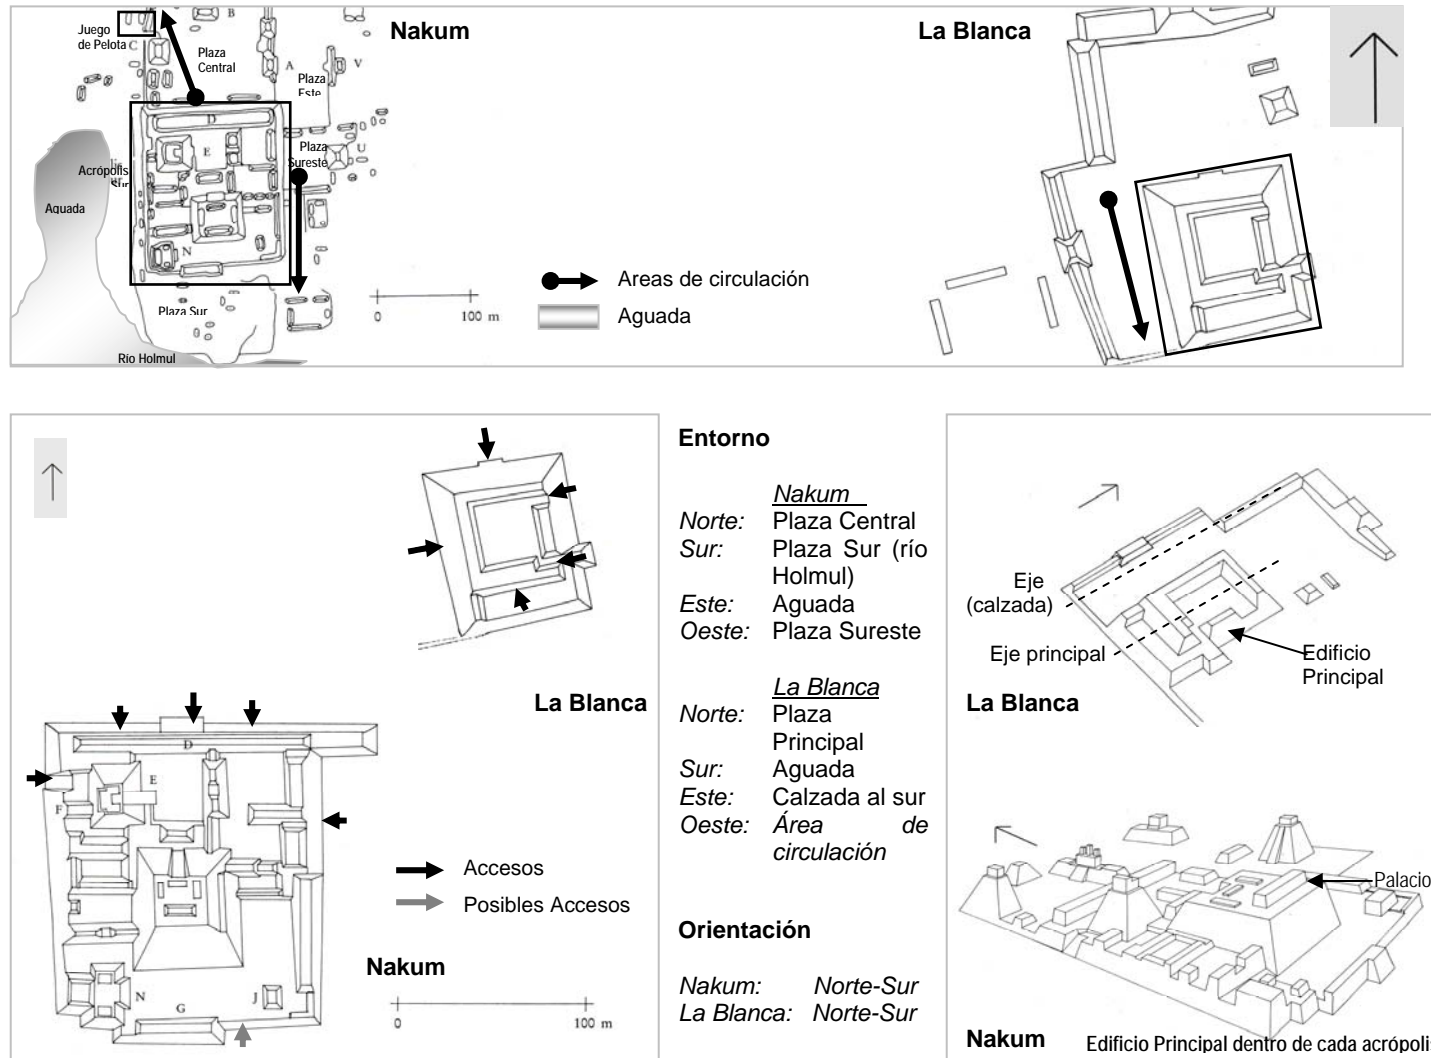 Nakum
La Blanca
Juego
de Pelota
B
C
Plaza
Central
A
V
Plaza
Este
D
E
Plaza
Sureste
U
Acrópolis
Sur
Aguada
N
Plaza Sur
Río Holmul
Areas de circulación
Aguada
0 100 m
La Blanca
D
E
F
N
G
J
Accesos
Posibles Accesos
Nakum
0 100 m
Entorno
Nakum
Norte: Plaza Central
Sur: Plaza Sur (río
Holmul)
Este: Aguada
Oeste: Plaza Sureste
La Blanca
Norte: Plaza
Principal
Sur: Aguada
Este: Calzada al sur
Oeste: Área de
circulación
Orientación
Nakum: Norte-Sur
La Blanca: Norte-Sur
Eje
(calzada)
Eje principal
Edificio
Principal
La Blanca
Palacio
Nakum
Edificio Principal dentro de cada acrópolis